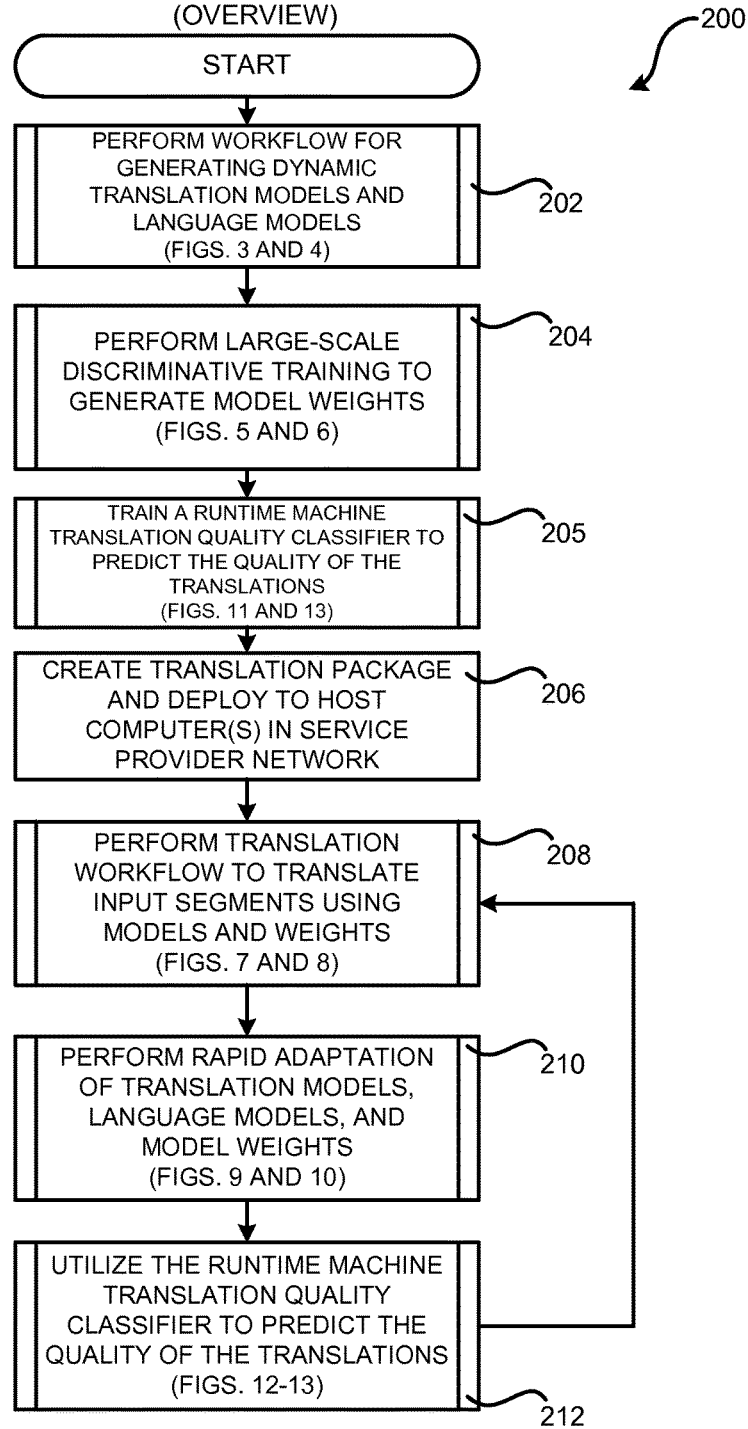 (OVERVIEW)
200
START
PERFORM WORKFLOW FOR
GENERATING DYNAMIC
TRANSLATION MODELS AND
LANGUAGE MODELS
(FIGS. 3 AND 4)
202
PERFORM LARGE-SCALE
DISCRIMINATIVE TRAINING TO
GENERATE MODEL WEIGHTS
(FIGS. 5 AND 6)
204
TRAIN A RUNTIME MACHINE
TRANSLATION QUALITY CLASSIFIER TO
PREDICT THE QUALITY OF THE
TRANSLATIONS
(FIGS. 11 AND 13)
205
CREATE TRANSLATION PACKAGE
AND DEPLOY TO HOST
COMPUTER(S) IN SERVICE
PROVIDER NETWORK
206
PERFORM TRANSLATION
WORKFLOW TO TRANSLATE
INPUT SEGMENTS USING
MODELS AND WEIGHTS
(FIGS. 7 AND 8)
208
PERFORM RAPID ADAPTATION
OF TRANSLATION MODELS,
LANGUAGE MODELS, AND
MODEL WEIGHTS
(FIGS. 9 AND 10)
210
UTILIZE THE RUNTIME MACHINE
TRANSLATION QUALITY
CLASSIFIER TO PREDICT THE
QUALITY OF THE TRANSLATIONS
(FIGS. 12-13)
212